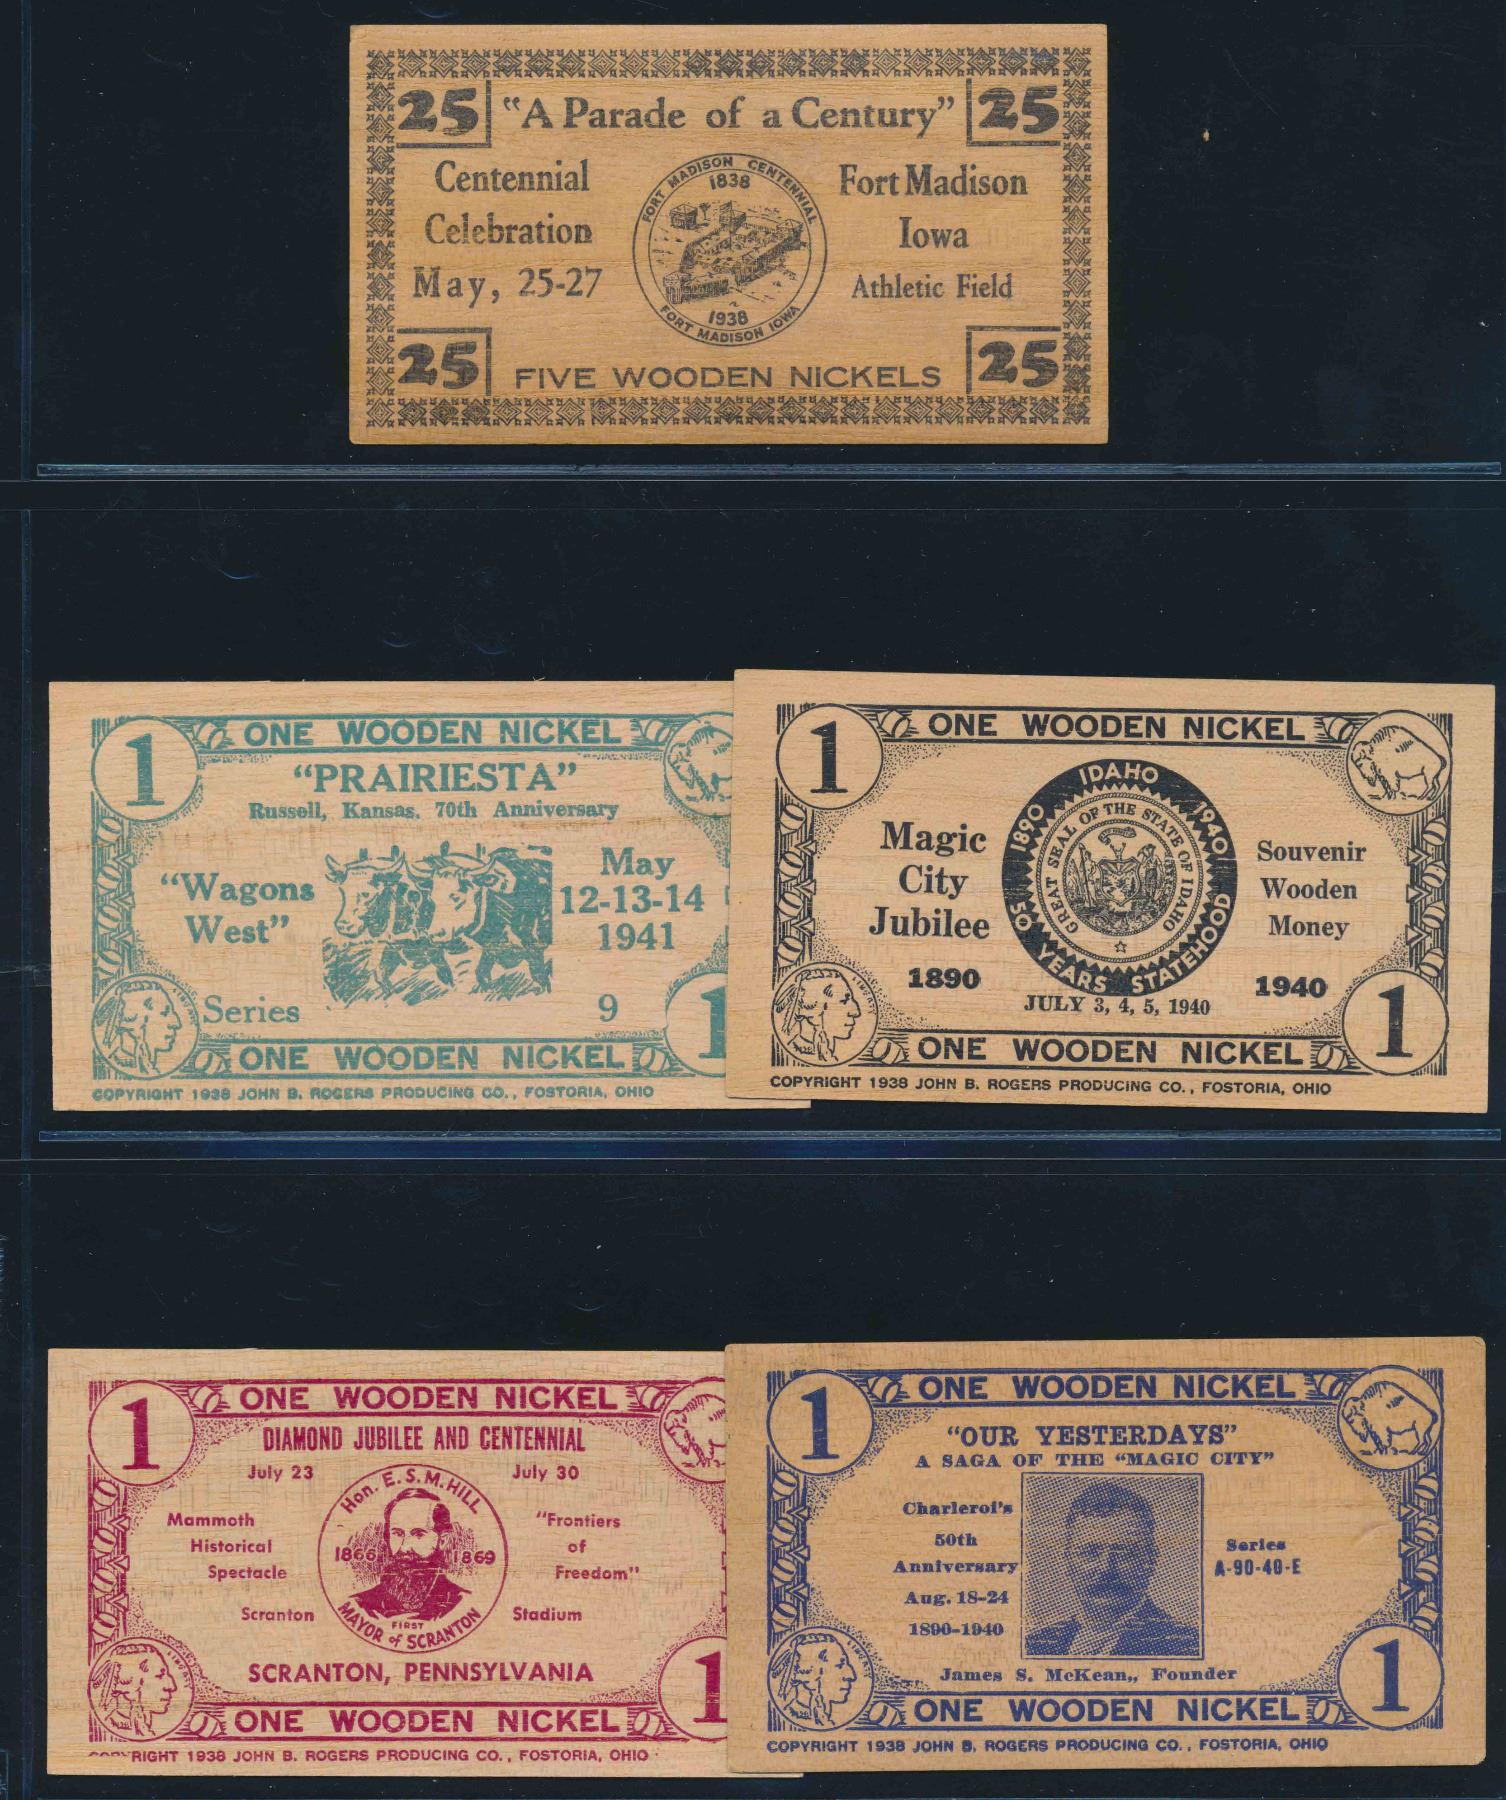 25 "A Parade of a Century" 25
Centennial
Celebration
May, 25-27
FORT MADISON CENTENNIAL
1838
1938
FORT MADISON IOWA
Fort Madison
Iowa
Athletic Field
25 FIVE WOODEN NICKELS 25
1 ONE WOODEN NICKEL
"PRAIRIESTA"
Russell, Kansas. 70th Anniversary
"Wagons
West"
May
12-13-14
1941
Series 9
LIBERTY
ONE WOODEN NICKEL 1
COPYRIGHT 1938 JOHN B. ROGERS PRODUCING CO., FOSTORIA, OHIO
1 ONE WOODEN NICKEL
Magic
City
Jubilee
1890
IDAHO
1890 1940
GREAT SEAL OF THE STATE OF IDAHO
50 YEARS STATEHOOD
JULY 3, 4, 5, 1940
Souvenir
Wooden
Money
1940
LIBERTY
ONE WOODEN NICKEL 1
COPYRIGHT 1938 JOHN B. ROGERS PRODUCING CO., FOSTORIA, OHIO
1 ONE WOODEN NICKEL
DIAMOND JUBILEE AND CENTENNIAL
July 23 July 30
Mammoth
Historical
Spectacle
Scranton
Hon. E.S.M. HILL
1866 1869
FIRST
MAYOR of SCRANTON
"Frontiers
of
Freedom"
Stadium
SCRANTON, PENNSYLVANIA
LIBERTY
ONE WOODEN NICKEL 1
COPYRIGHT 1938 JOHN B. ROGERS PRODUCING CO., FOSTORIA, OHIO
1 ONE WOODEN NICKEL
"OUR YESTERDAYS"
A SAGA OF THE "MAGIC CITY"
Charleroi's
50th
Anniversary
Aug. 18-24
1890-1940
Series
A-90-40-E
James S. McKean,, Founder
LIBERTY
ONE WOODEN NICKEL 1
COPYRIGHT 1938 JOHN B. ROGERS PRODUCING CO., FOSTORIA, OHIO